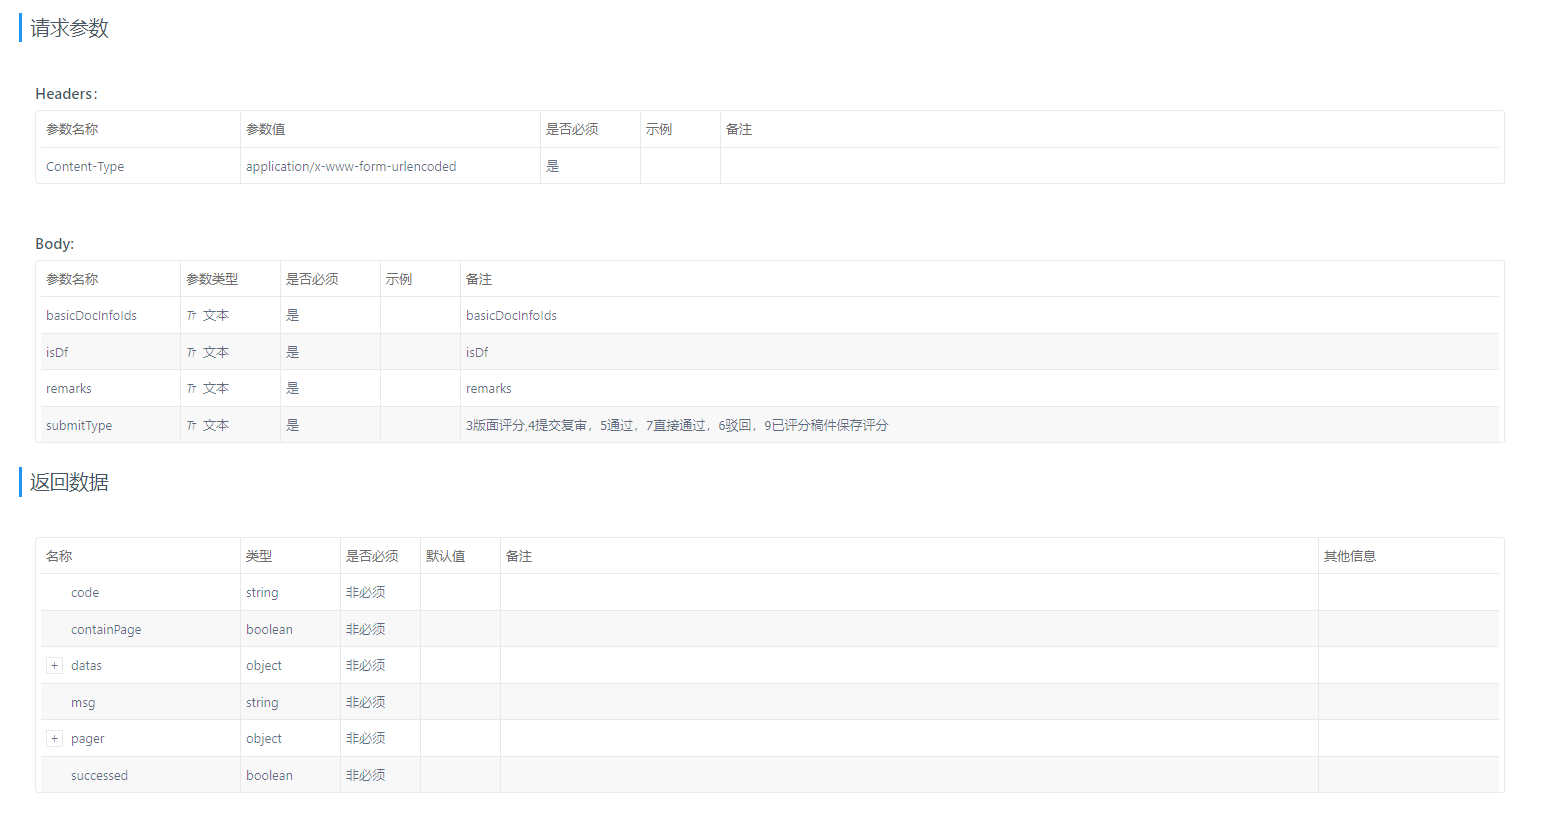 请求参数
Headers:
参数名称 参数值 是否必须 示例 备注
Content-Type application/x-www-form-urlencoded 是
Body:
参数名称 参数类型 是否必须 示例 备注
basicDocInfoIds 文本 是 basicDocInfoIds
isDf 文本 是 isDf
remarks 文本 是 remarks
submitType 文本 是 3版面评分,4提交复审，5通过，7直接通过，6驳回，9已评分稿件保存评分
返回数据
名称 类型 是否必须 默认值 备注 其他信息
code string 非必须
containPage boolean 非必须
+ datas object 非必须
msg string 非必须
+ pager object 非必须
successed boolean 非必须